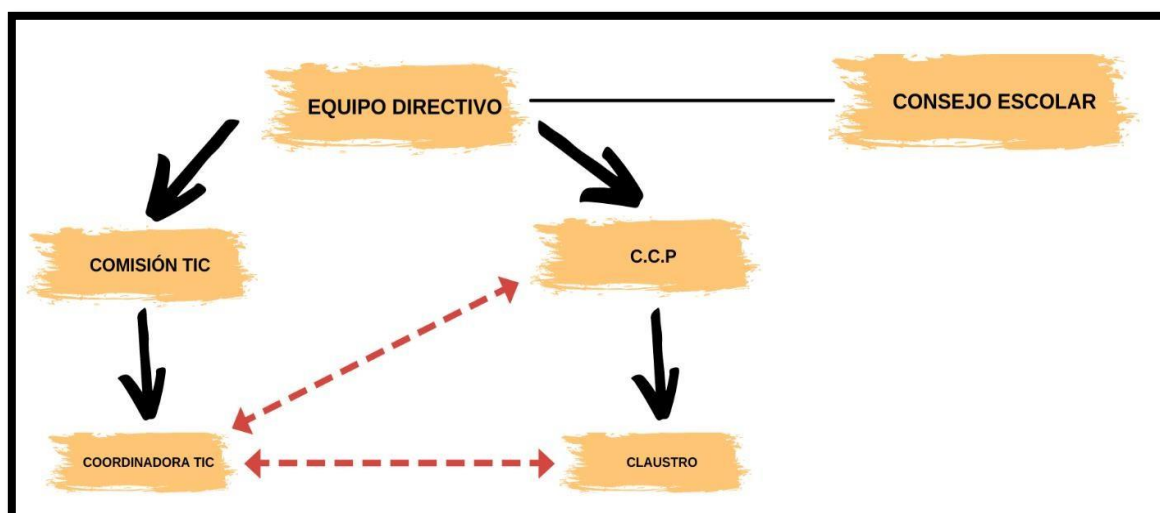 EQUIPO DIRECTIVO
CONSEJO ESCOLAR
COMISIÓN TIC
C.C.P
COORDINADORA TIC
CLAUSTRO